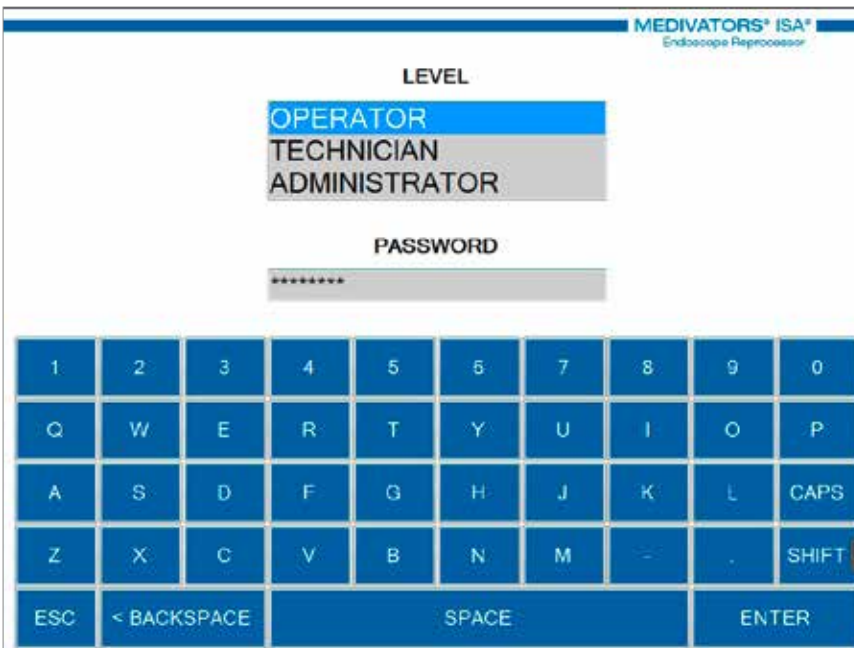 MEDIVATORS® ISA®
Endoscope Reprocessor
LEVEL
OPERATOR
TECHNICIAN
ADMINISTRATOR
PASSWORD
********
1 2 3 4 5 6 7 8 9 0
Q W E R T Y U I O P
A S D F G H J K L CAPS
Z X C V B N M - . SHIFT
ESC < BACKSPACE SPACE ENTER